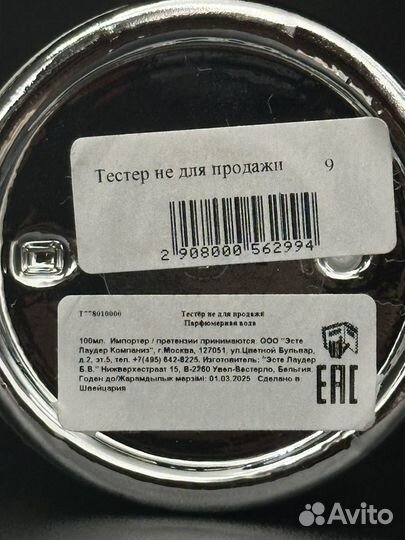 Тестер не для продажи 9
2 908000 562994
Т778010000 Тестер не для продажи
Парфюмерная вода
100мл. Импортер / претензии принимаются: ООО "Эсте
Лаудер Компаниз", г.Москва, 127051, ул.Цветной Бульвар,
д.2, эт.5, тел. +7(495) 642-8225. Изготовитель: "Эсте Лаудер
Б.В." Нижверхестраат 15, В-2260 Увел-Вестерло, Бельгия.
Годен до/Жарамдылық мерзімі: 01.03.2025 Сделано в
Швейцария
EAC
Avito